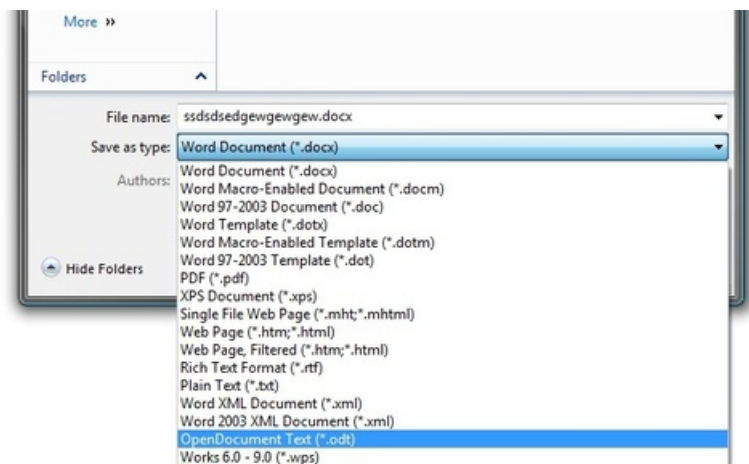 More »
Folders
File name: ssdsdsedgewgewgew.docx
Save as type: Word Document (*.docx)
Authors:
Word Document (*.docx)
Word Macro-Enabled Document (*.docm)
Word 97-2003 Document (*.doc)
Word Template (*.dotx)
Word Macro-Enabled Template (*.dotm)
Word 97-2003 Template (*.dot)
Hide Folders
PDF (*.pdf)
XPS Document (*.xps)
Single File Web Page (*.mht;*.mhtml)
Web Page (*.htm;*.html)
Web Page, Filtered (*.htm;*.html)
Rich Text Format (*.rtf)
Plain Text (*.txt)
Word XML Document (*.xml)
Word 2003 XML Document (*.xml)
OpenDocument Text (*.odt)
Works 6.0 - 9.0 (*.wps)